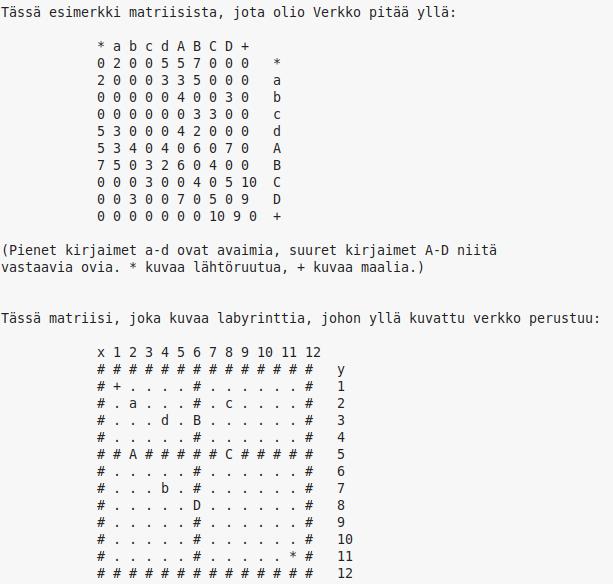 Tässä esimerkki matriisista, jota olio Verkko pitää yllä:
* a b c d A B C D +
0 2 0 0 5 5 7 0 0 0 *
2 0 0 0 3 3 5 0 0 0 a
0 0 0 0 0 4 0 0 3 0 b
0 0 0 0 0 0 3 3 0 0 c
5 3 0 0 0 4 2 0 0 0 d
5 3 4 0 4 0 6 0 7 0 A
7 5 0 3 2 6 0 4 0 0 B
0 0 0 3 0 0 4 0 5 10 C
0 0 3 0 0 7 0 5 0 9 D
0 0 0 0 0 0 0 10 9 0 +
(Pienet kirjaimet a-d ovat avaimia, suuret kirjaimet A-D niitä
vastaavia ovia. * kuvaa lähtöruutua, + kuvaa maalia.)
Tässä matriisi, joka kuvaa labyrinttia, johon yllä kuvattu verkko perustuu:
x 1 2 3 4 5 6 7 8 9 10 11 12
# # # # # # # # # # # # # # y
# + . . . . # . . . . . . # 1
# . a . . . # . c . . . . # 2
# . . . d . B . . . . . . # 3
# . . . . . # . . . . . . # 4
# # A # # # # # C # # # # # 5
# . . . . . # . . . . . . # 6
# . . . b . # . . . . . . # 7
# . . . . . D . . . . . . # 8
# . . . . . # . . . . . . # 9
# . . . . . # . . . . . . # 10
# . . . . . # . . . . . * # 11
# # # # # # # # # # # # # # 12